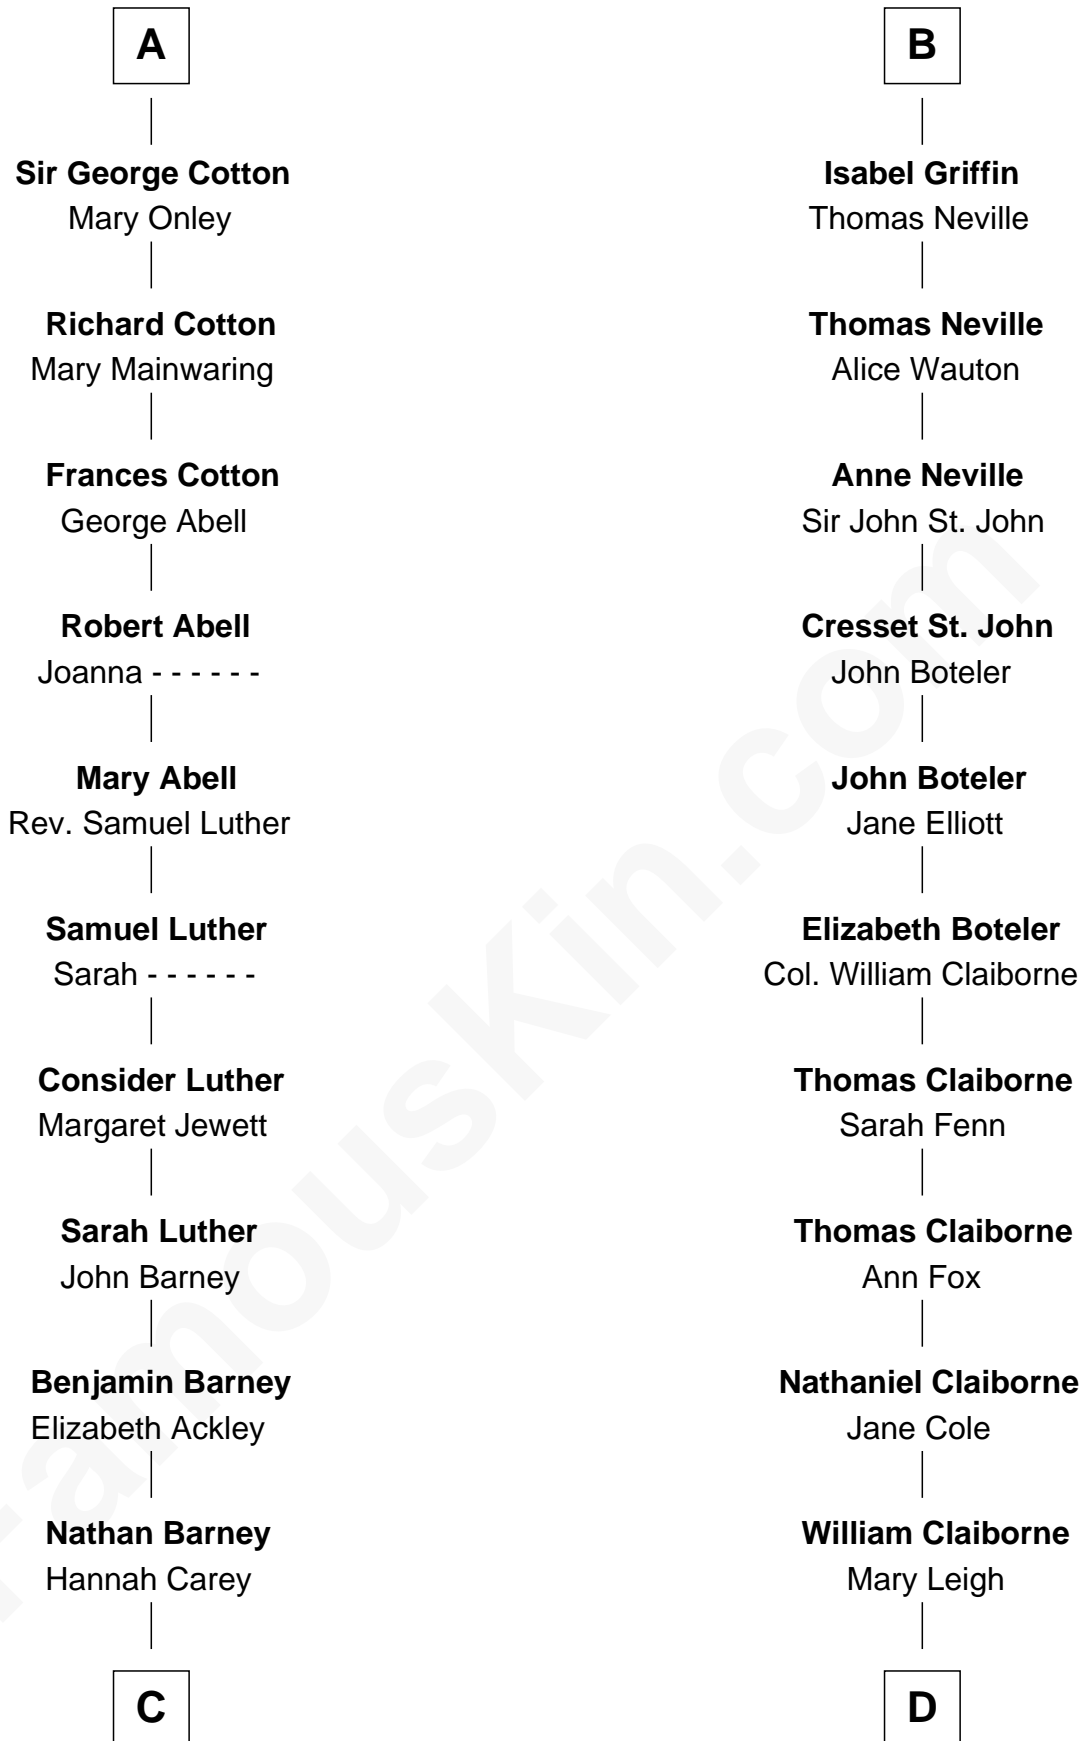 A
Sir George Cotton
Mary Onley
Richard Cotton
Mary Mainwaring
Frances Cotton
George Abell
Robert Abell
Joanna - - - - - -
Mary Abell
Rev. Samuel Luther
Samuel Luther
Sarah - - - - - -
Consider Luther
Margaret Jewett
Sarah Luther
John Barney
Benjamin Barney
Elizabeth Ackley
Nathan Barney
Hannah Carey
C
B
Isabel Griffin
Thomas Neville
Thomas Neville
Alice Wauton
Anne Neville
Sir John St. John
Cresset St. John
John Boteler
John Boteler
Jane Elliott
Elizabeth Boteler
Col. William Claiborne
Thomas Claiborne
Sarah Fenn
Thomas Claiborne
Ann Fox
Nathaniel Claiborne
Jane Cole
William Claiborne
Mary Leigh
D
FamousKin.com